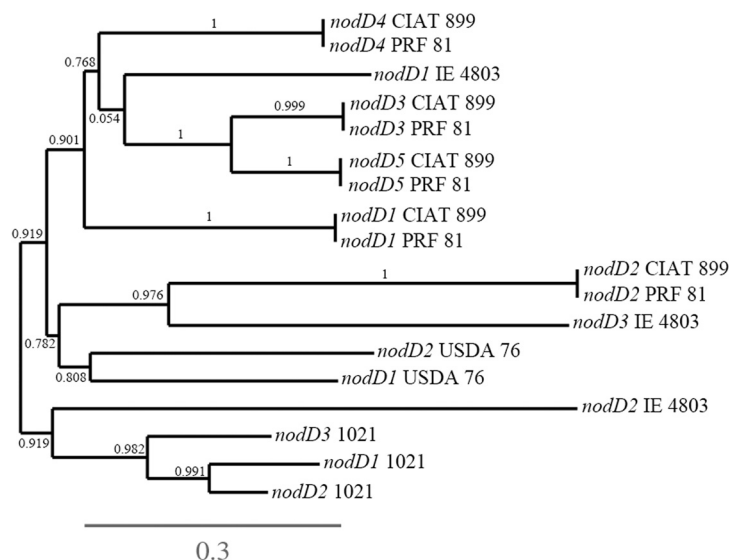 1
nodD4 CIAT 899
nodD4 PRF 81
0.768
nodD1 IE 4803
0.054
0.999
nodD3 CIAT 899
nodD3 PRF 81
1
0.901
1
nodD5 CIAT 899
nodD5 PRF 81
1
nodD1 CIAT 899
nodD1 PRF 81
0.919
1
nodD2 CIAT 899
nodD2 PRF 81
0.976
nodD3 IE 4803
0.782
nodD2 USDA 76
0.808
nodD1 USDA 76
nodD2 IE 4803
0.919
nodD3 1021
0.982
nodD1 1021
0.991
nodD2 1021
0.3